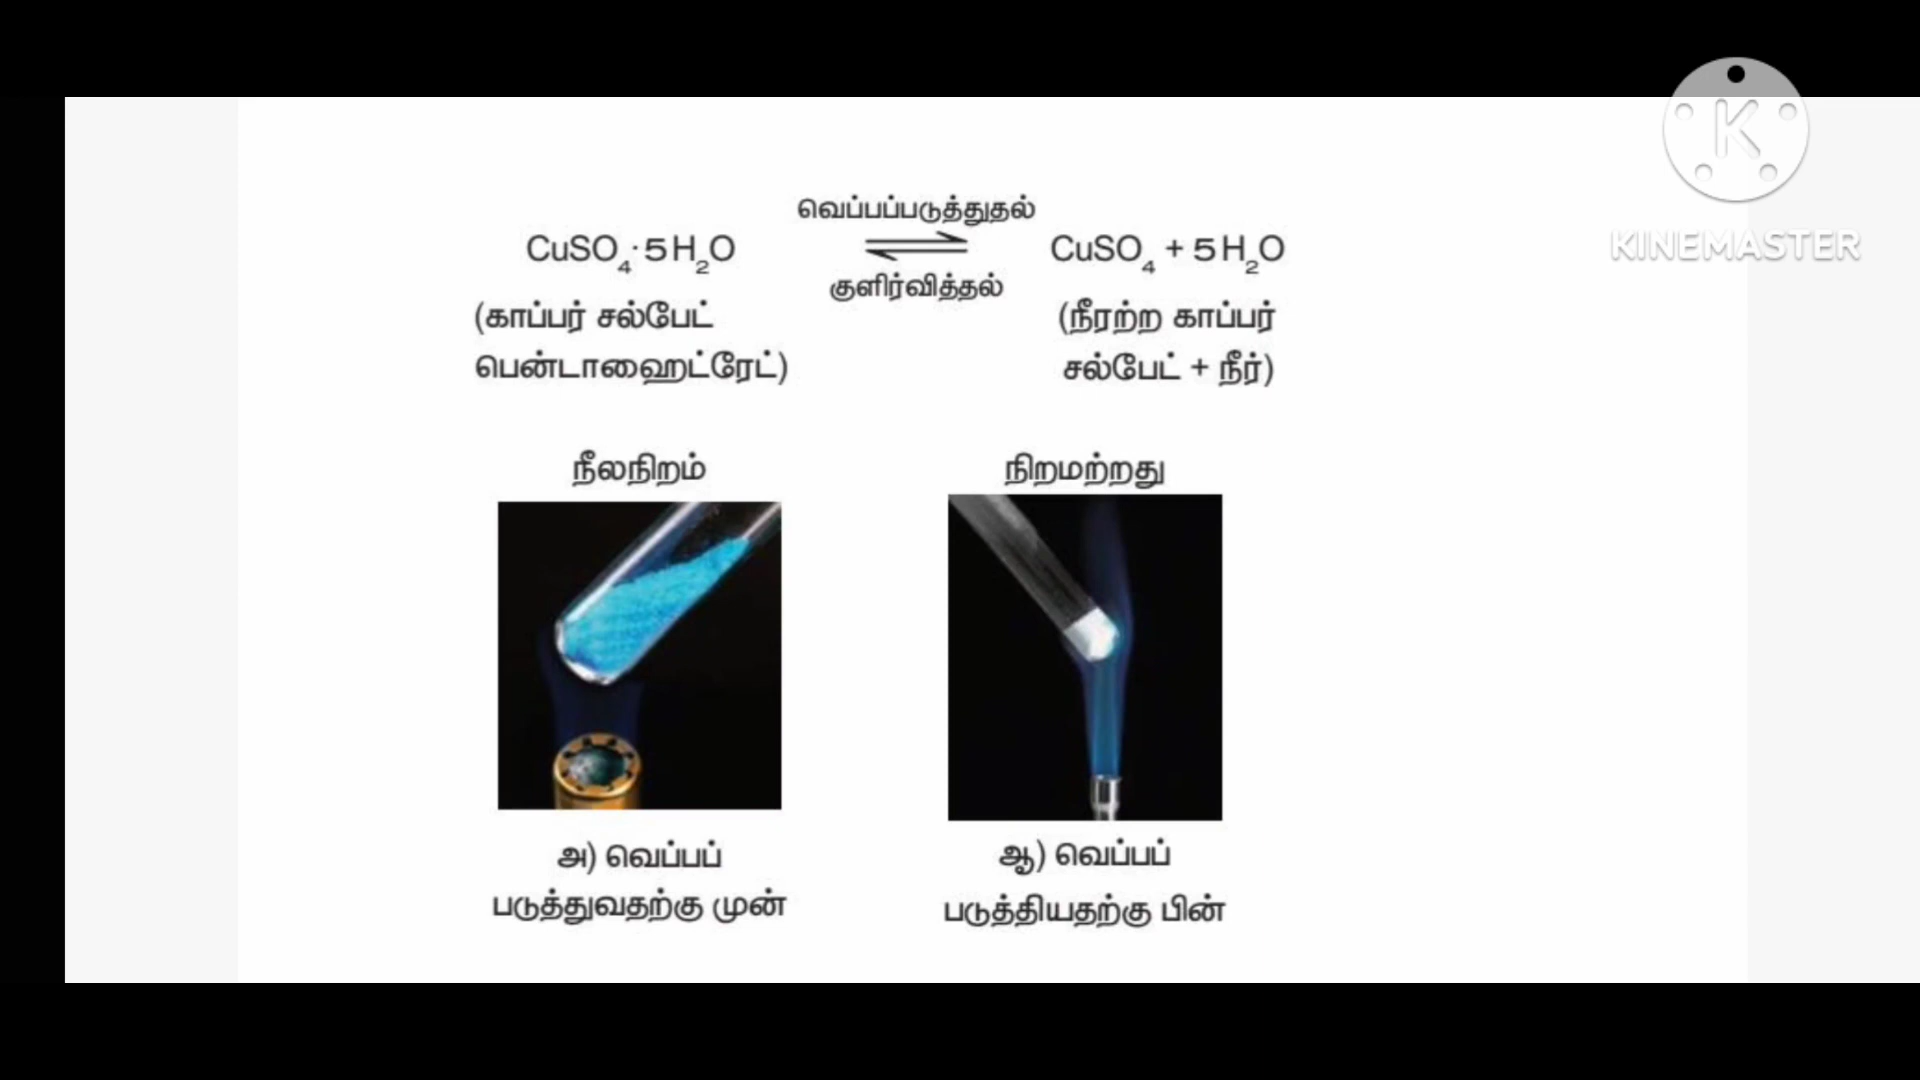 வெப்பப்படுத்துதல்
CuSO₄·5H₂O ⇌ CuSO₄ + 5H₂O
குளிர்வித்தல்
(காப்பர் சல்பேட்
பென்டாஹைட்ரேட்)
(நீரற்ற காப்பர்
சல்பேட் + நீர்)
நீலநிறம்
நிறமற்றது
அ) வெப்பப்
படுத்துவதற்கு முன்
ஆ) வெப்பப்
படுத்தியதற்கு பின்
K
KINEMASTER